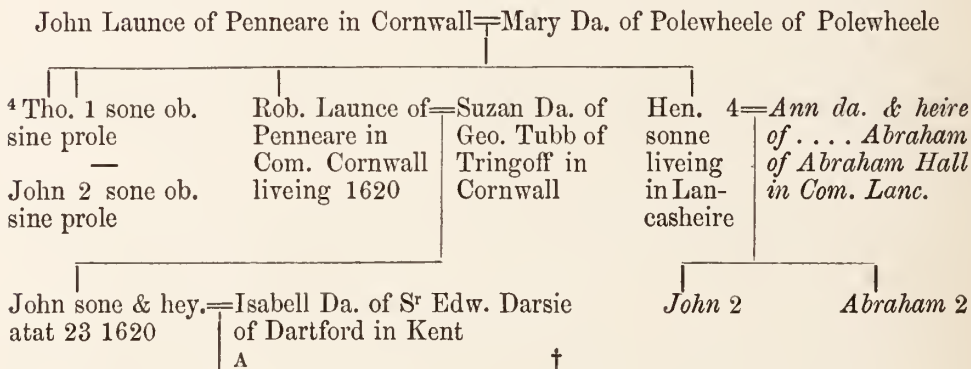 John Launce of Penneare in Cornwall=Mary Da. of Polewheele of Polewheele
4 Tho. 1 sone ob.
sine prole
—
John 2 sone ob.
sine prole
Rob. Launce of=Suzan Da. of
Penneare in Geo. Tubb of
Com. Cornwall Tringoff in
liveing 1620 Cornwall
Hen. 4=Ann da. & heire
sonne of .... Abraham
liveing of Abraham Hall
in Lan- in Com. Lanc.
casheire
John sone & hey.=Isabell Da. of Sr Edw. Darsie
atat 23 1620 of Dartford in Kent
John 2 Abraham 2
A †